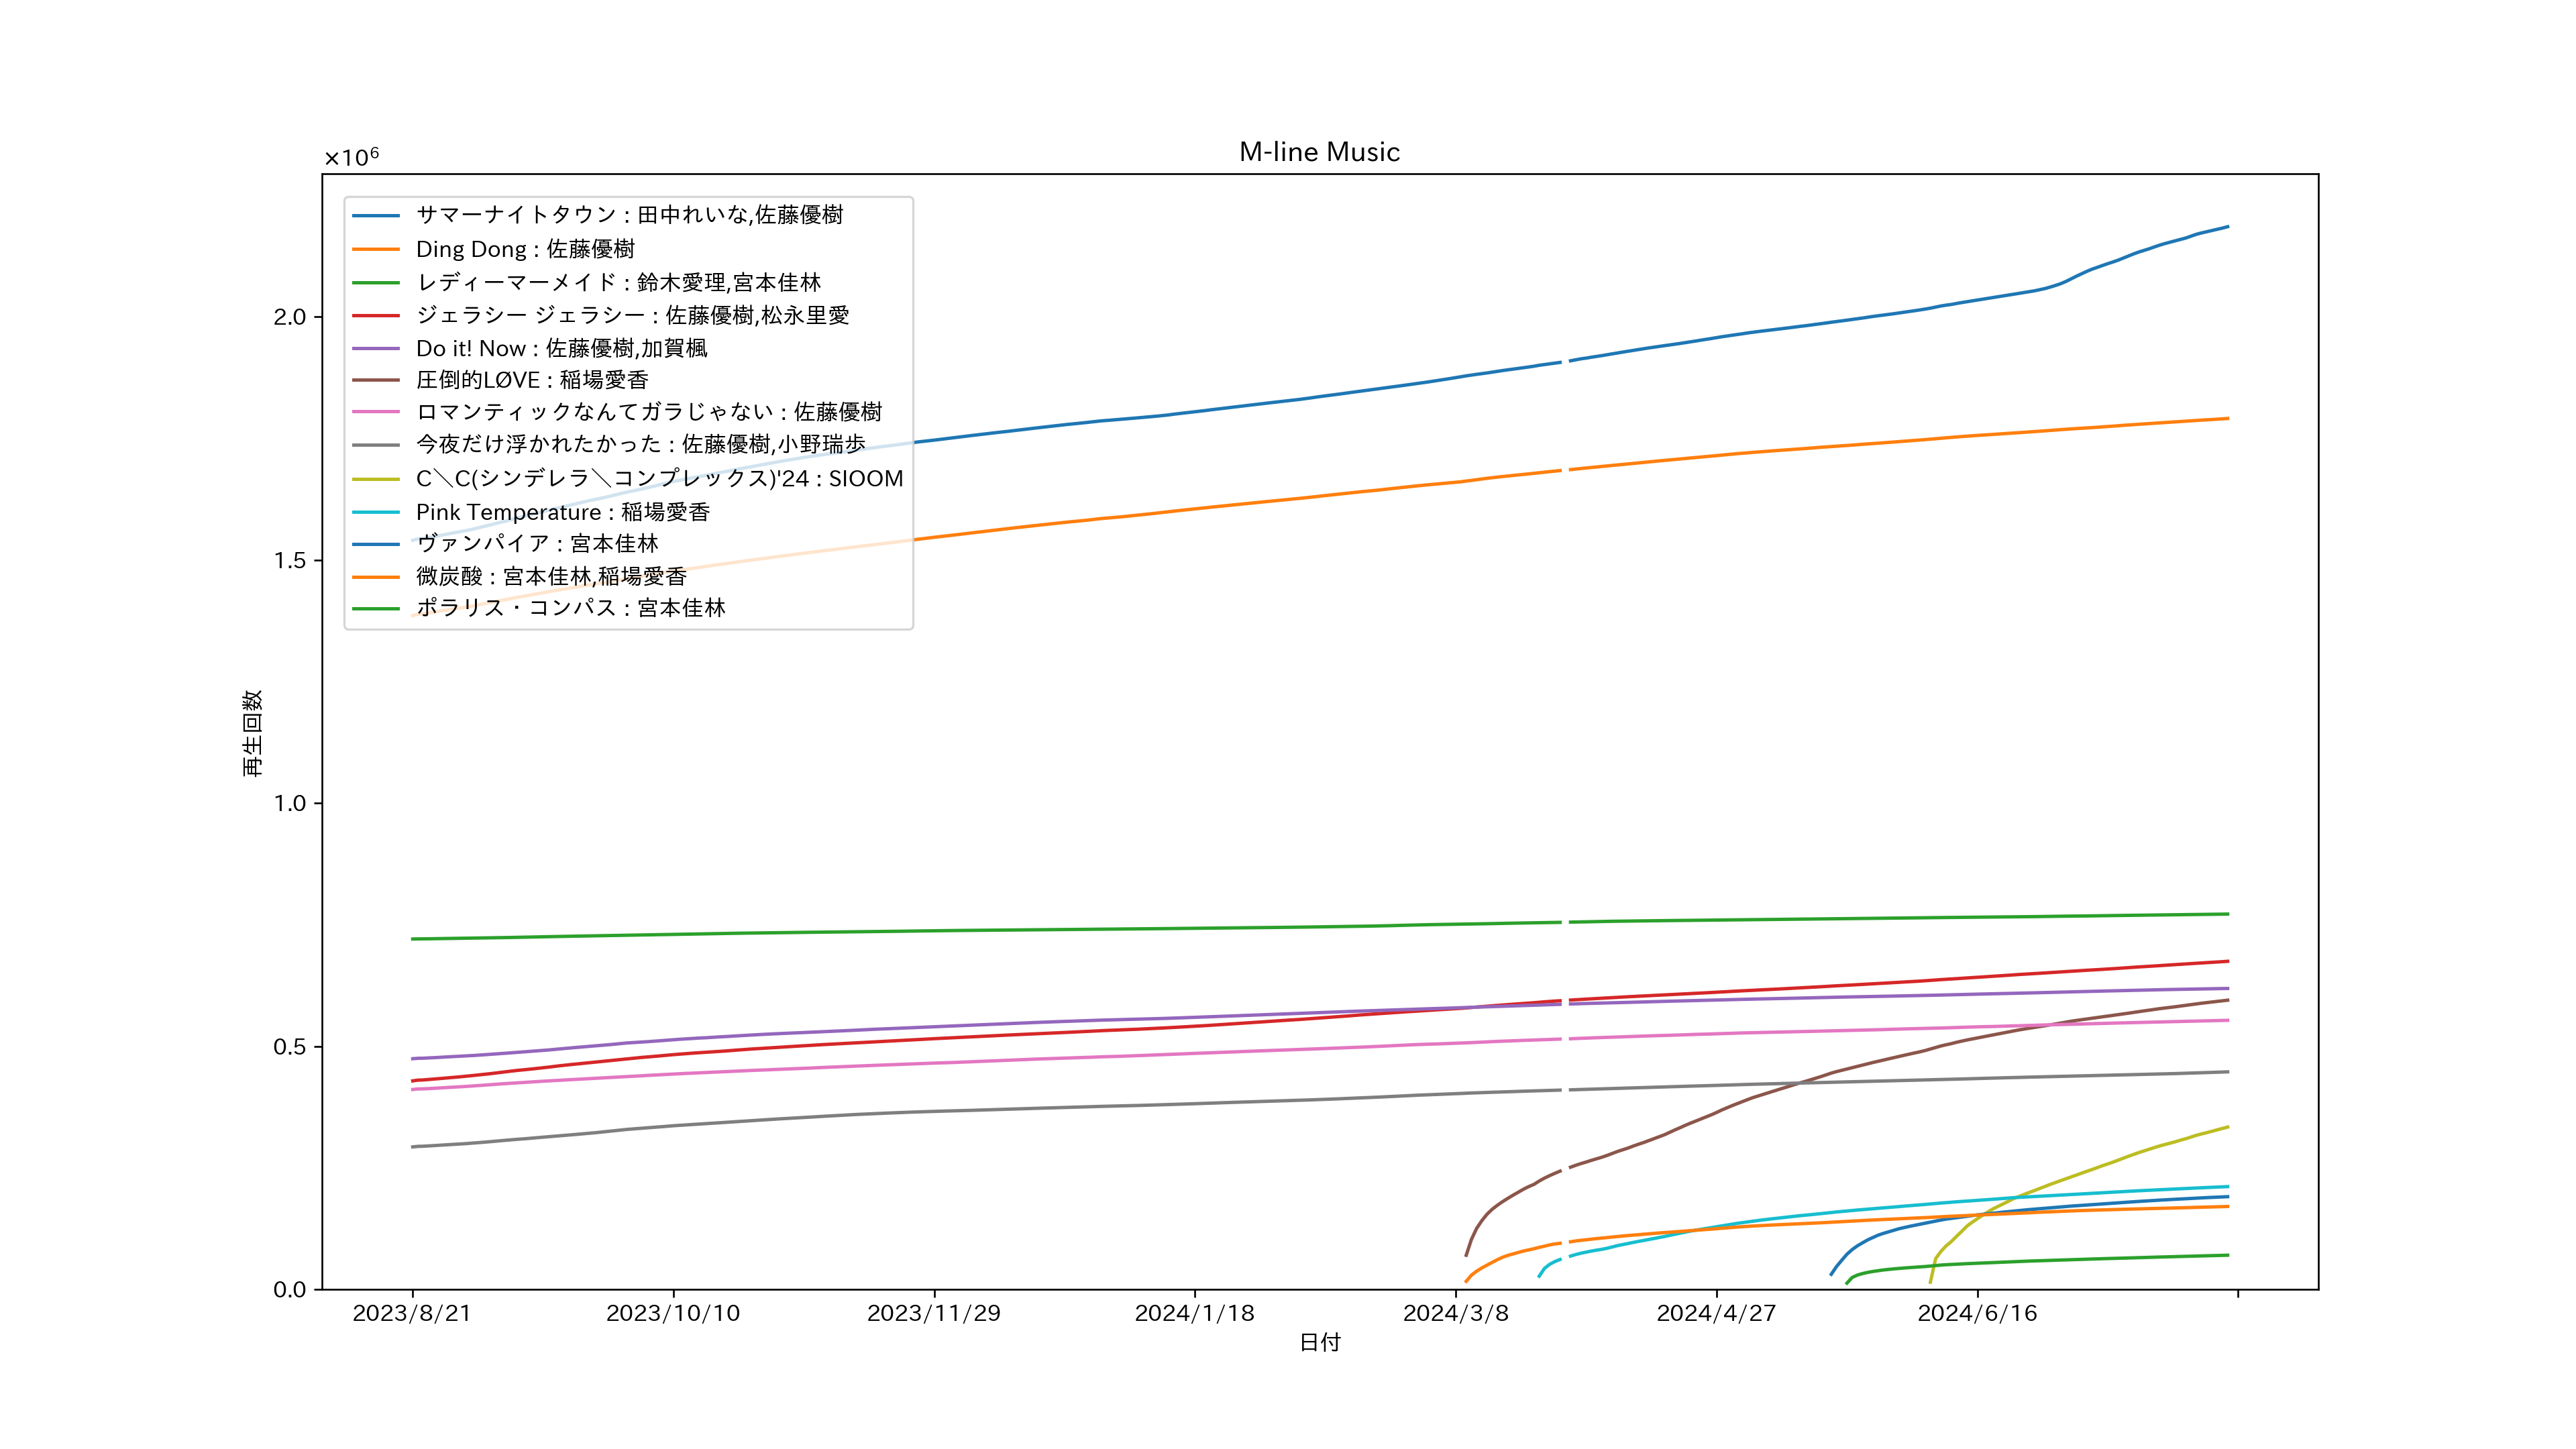 M-line Music
×10⁶
サマーナイトタウン : 田中れいな,佐藤優樹
Ding Dong : 佐藤優樹
レディーマーメイド : 鈴木愛理,宮本佳林
ジェラシー ジェラシー : 佐藤優樹,松永里愛
Do it! Now : 佐藤優樹,加賀楓
圧倒的LØVE : 稲場愛香
ロマンティックなんてガラじゃない : 佐藤優樹
今夜だけ浮かれたかった : 佐藤優樹,小野瑞歩
C＼C(シンデレラ＼コンプレックス)'24 : SIOOM
Pink Temperature : 稲場愛香
ヴァンパイア : 宮本佳林
微炭酸 : 宮本佳林,稲場愛香
ポラリス・コンパス : 宮本佳林
2.0
1.5
1.0
0.5
0.0
再生回数
2023/8/21
2023/10/10
2023/11/29
2024/1/18
2024/3/8
2024/4/27
2024/6/16
日付